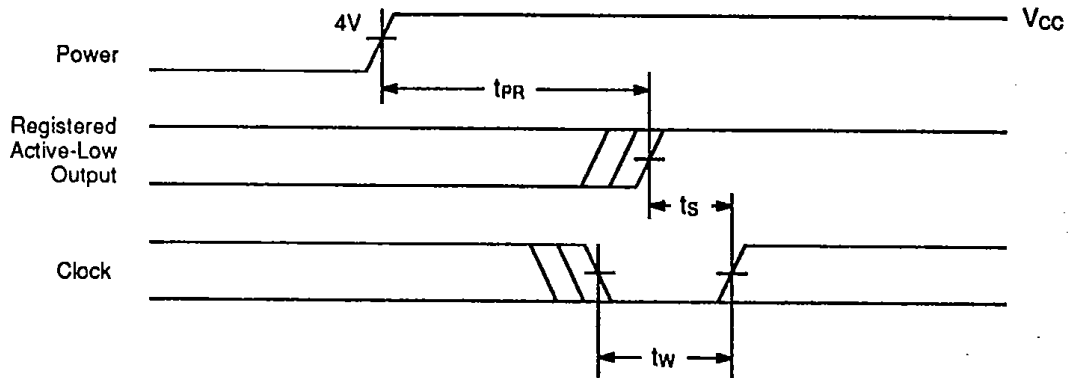 4V
VCC
Power
tPR
Registered
Active-Low
Output
tS
Clock
tW